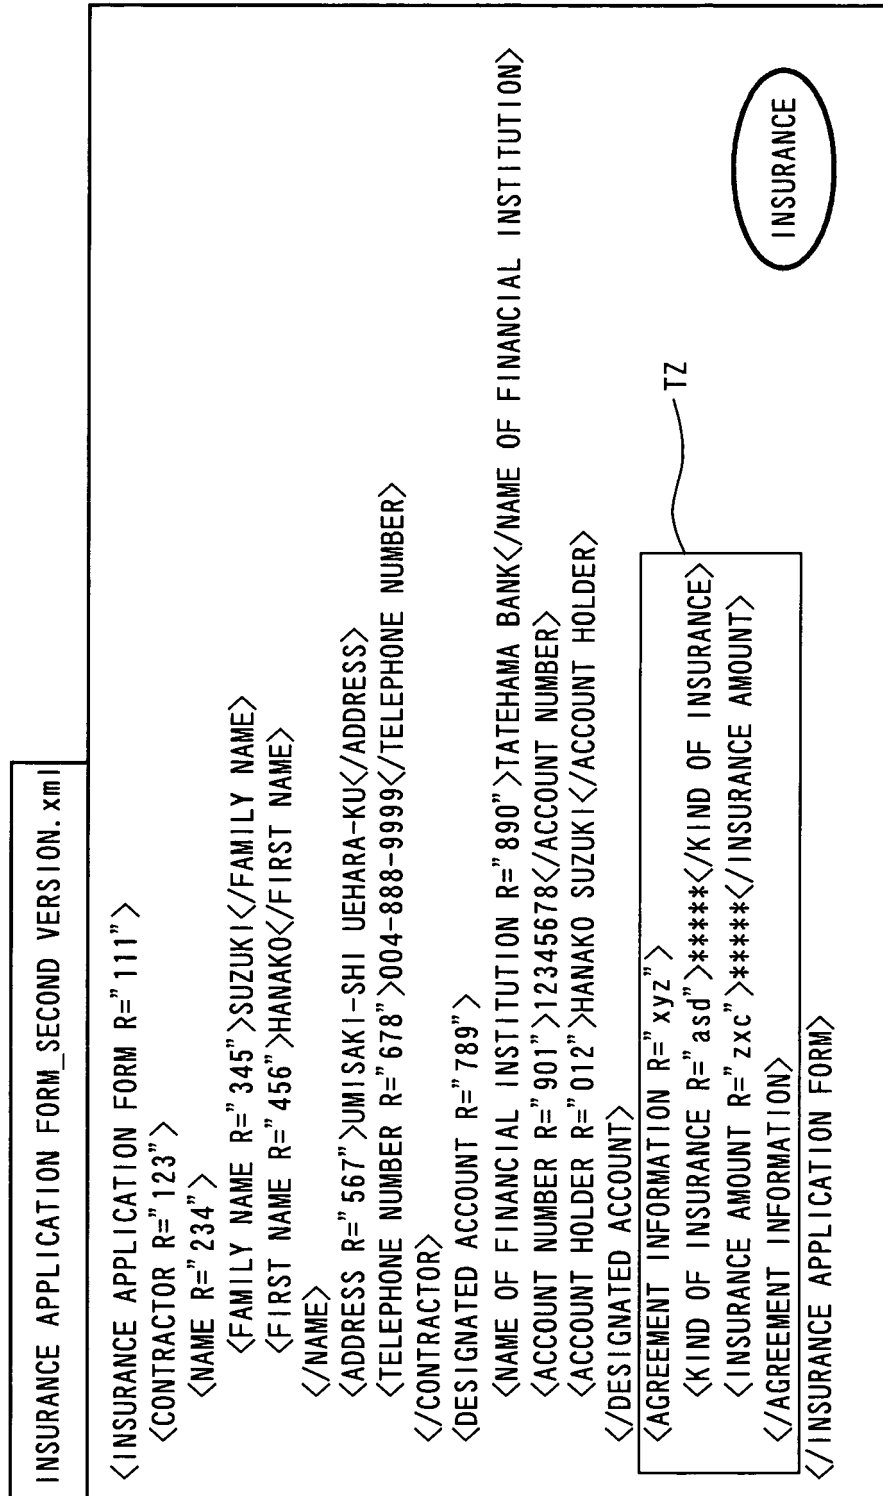 INSURANCE APPLICATION FORM_SECOND VERSION.xml
<INSURANCE APPLICATION FORM R="111">
<CONTRACTOR R="123">
<NAME R="234">
<FAMILY NAME R="345">SUZUKI</FAMILY NAME>
<FIRST NAME R="456">HANAKO</FIRST NAME>
</NAME>
<ADDRESS R="567">UMISAKI-SHI UEHARA-KU</ADDRESS>
<TELEPHONE NUMBER R="678">004-888-9999</TELEPHONE NUMBER>
</CONTRACTOR>
<DESIGNATED ACCOUNT R="789">
<NAME OF FINANCIAL INSTITUTION R="890">TATEHAMA BANK</NAME OF FINANCIAL INSTITUTION>
<ACCOUNT NUMBER R="901">12345678</ACCOUNT NUMBER>
<ACCOUNT HOLDER R="012">HANAKO SUZUKI</ACCOUNT HOLDER>
</DESIGNATED ACCOUNT>
<AGREEMENT INFORMATION R="xyz">
<KIND OF INSURANCE R="asd">*****</KIND OF INSURANCE>
<INSURANCE AMOUNT R="zxc">*****</INSURANCE AMOUNT>
</AGREEMENT INFORMATION>
</INSURANCE APPLICATION FORM>
TZ
INSURANCE